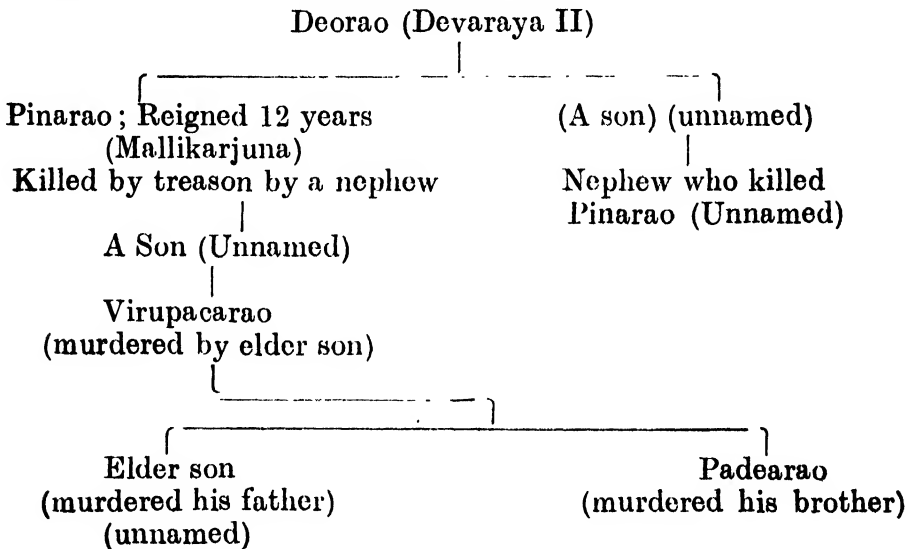 Deorao (Devaraya II)
Pinarao ; Reigned 12 years
(Mallikarjuna)
Killed by treason by a nephew
(A son) (unnamed)
Nephew who killed
Pinarao (Unnamed)
A Son (Unnamed)
Virupacarao
(murdered by elder son)
Elder son
(murdered his father)
(unnamed)
Padearao
(murdered his brother)